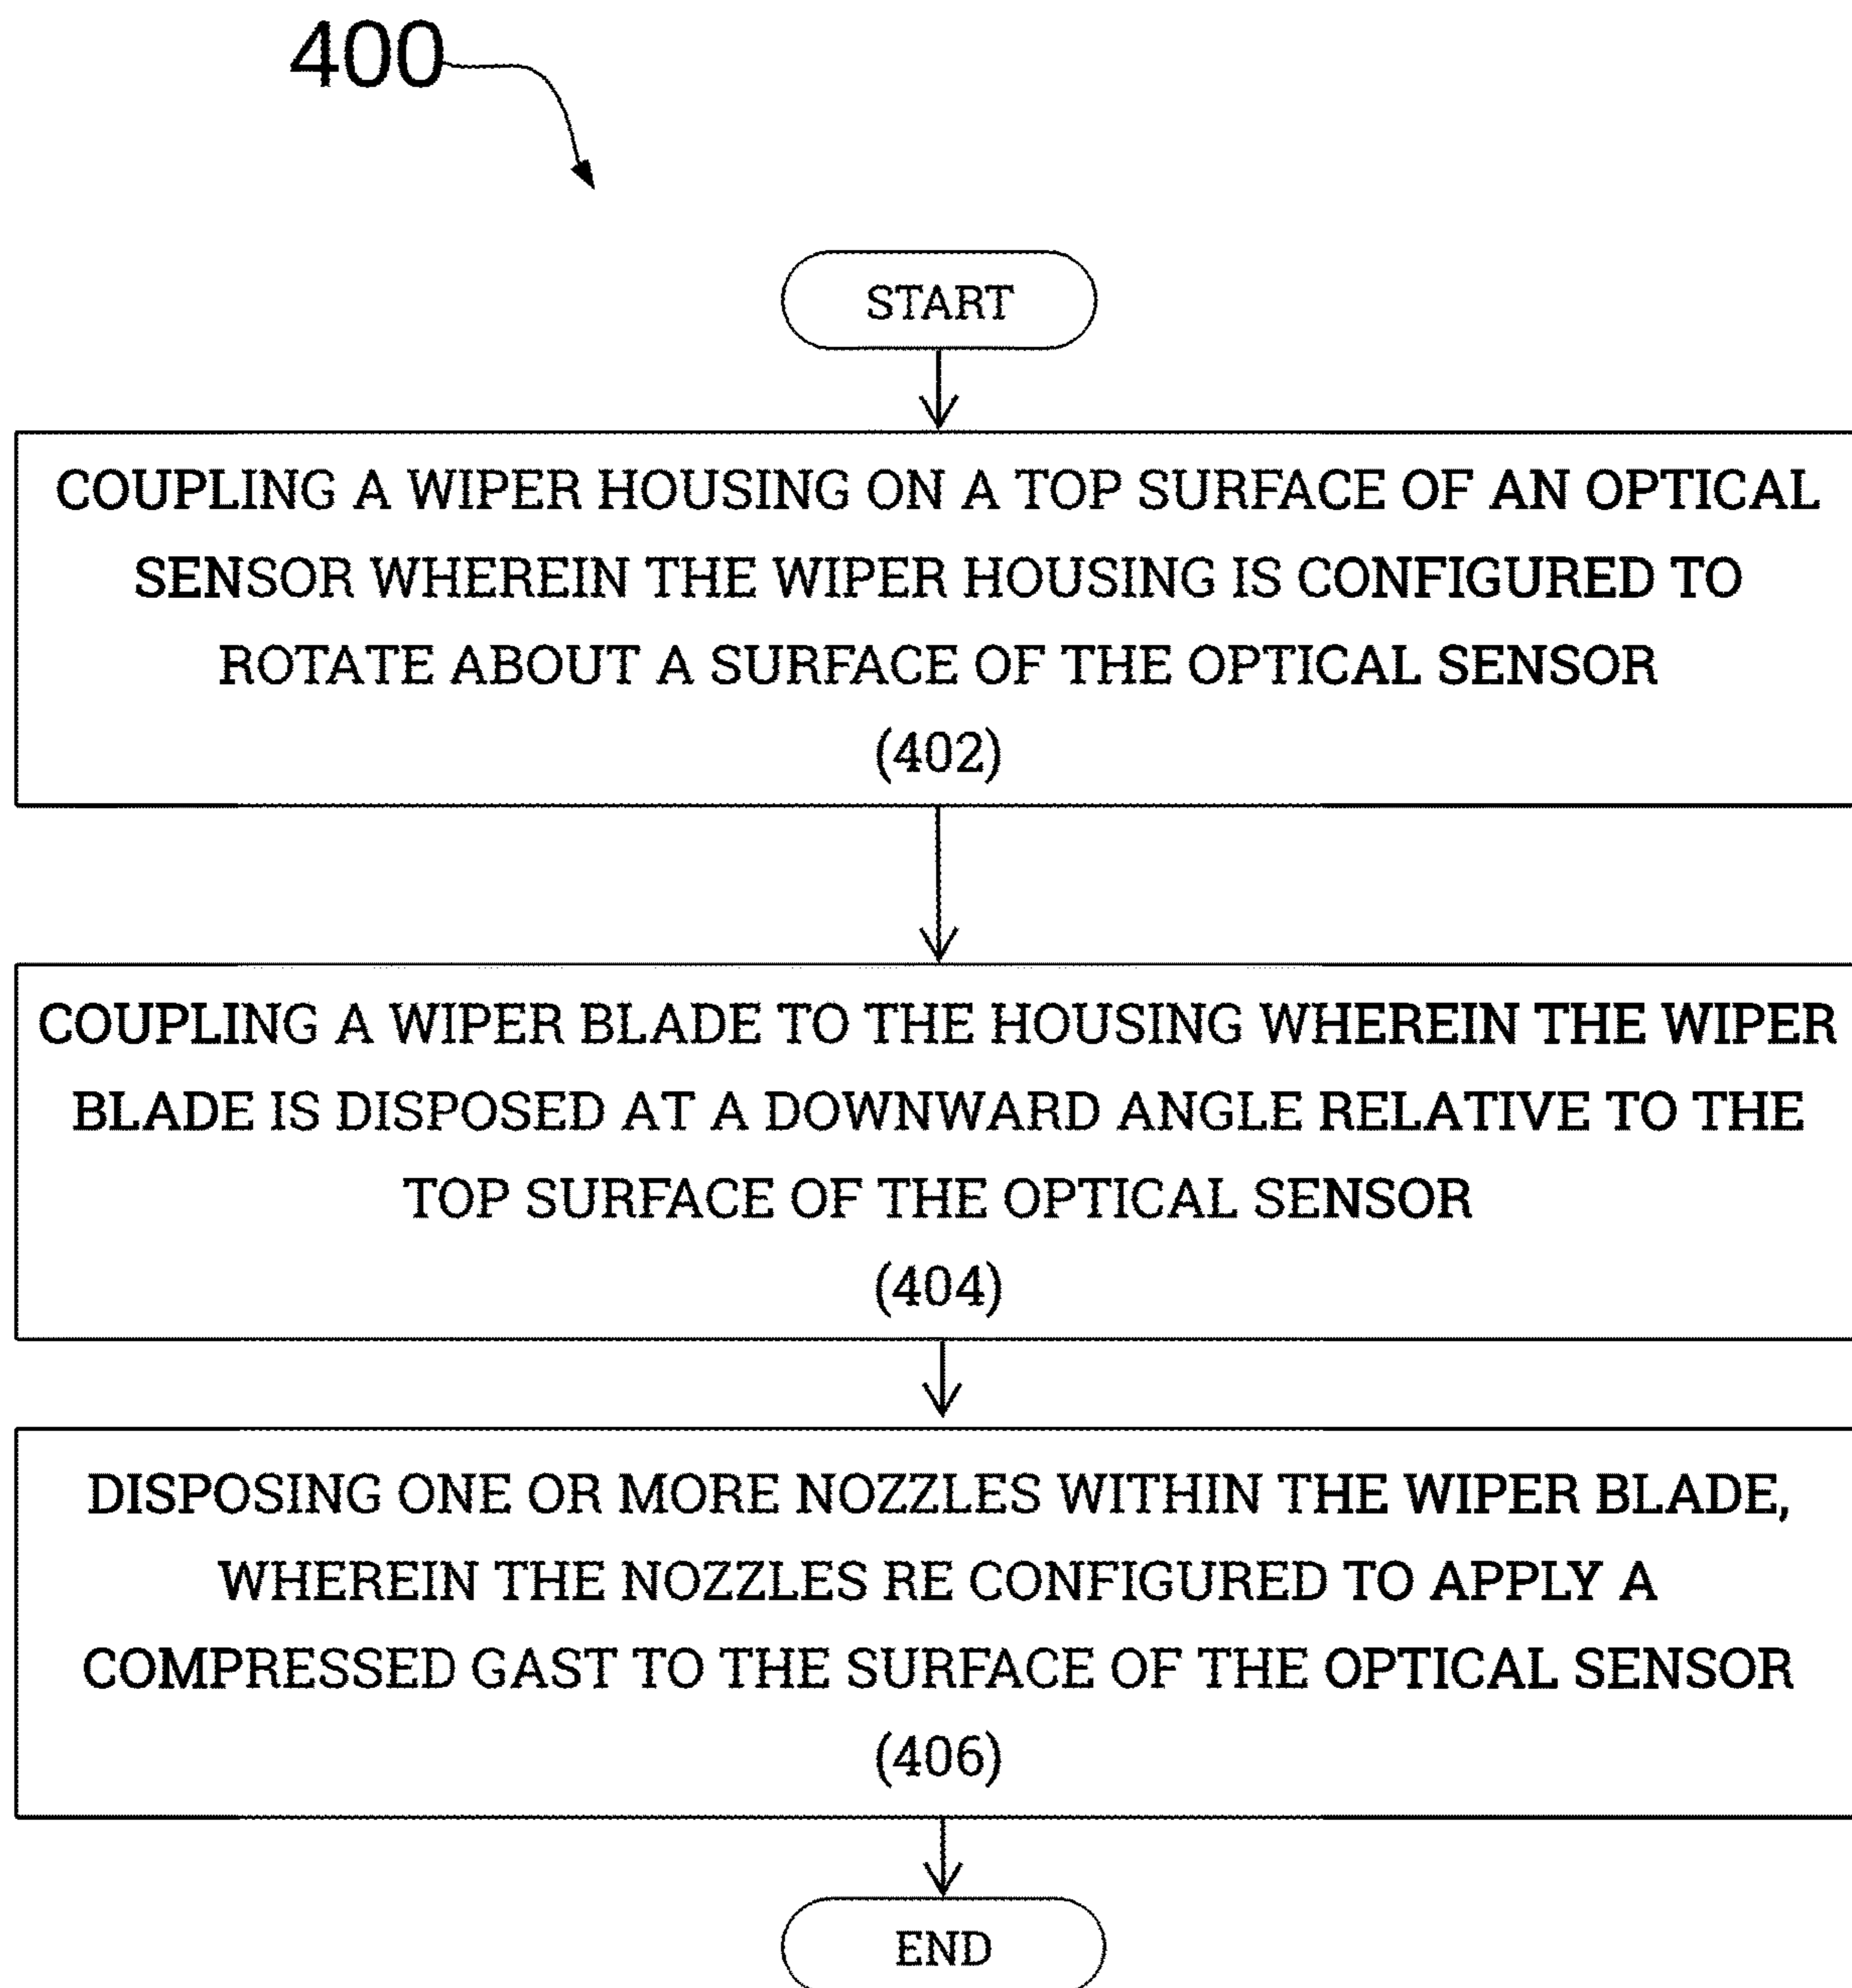 400
START
COUPLING A WIPER HOUSING ON A TOP SURFACE OF AN OPTICAL
SENSOR WHEREIN THE WIPER HOUSING IS CONFIGURED TO
ROTATE ABOUT A SURFACE OF THE OPTICAL SENSOR
(402)
COUPLING A WIPER BLADE TO THE HOUSING WHEREIN THE WIPER
BLADE IS DISPOSED AT A DOWNWARD ANGLE RELATIVE TO THE
TOP SURFACE OF THE OPTICAL SENSOR
(404)
DISPOSING ONE OR MORE NOZZLES WITHIN THE WIPER BLADE,
WHEREIN THE NOZZLES RE CONFIGURED TO APPLY A
COMPRESSED GAST TO THE SURFACE OF THE OPTICAL SENSOR
(406)
END